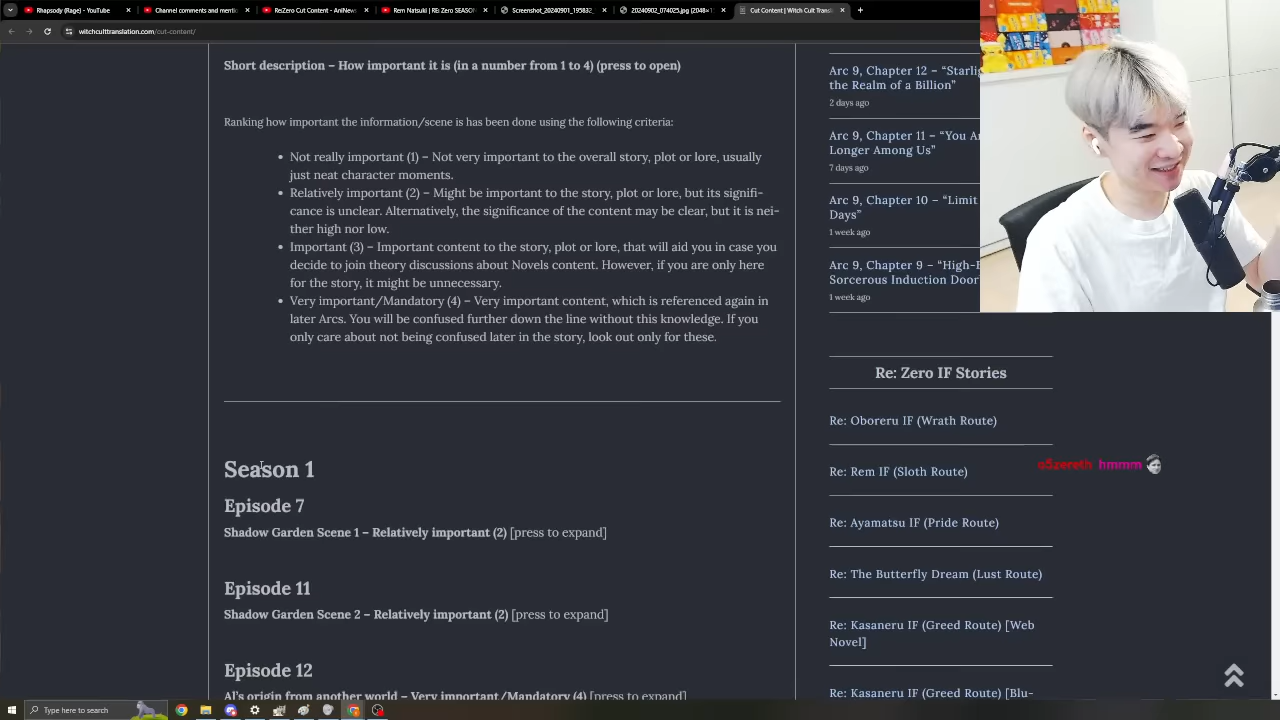 Rhapsody (Rage) - YouTube
Channel comments and menti
Re:Zero Cut Content - AniNews
Rem Natsuki | Re Zero SEASON
Screenshot_20240901_195832
20240902_074025.jpg (2048×1
Cut Content | Witch Cult Transl
witchculttranslation.com/cut-content/
Short description – How important it is (in a number from 1 to 4) (press to open)
Ranking how important the information/scene is has been done using the following criteria:
Not really important (1) – Not very important to the overall story, plot or lore, usually
just neat character moments.
Relatively important (2) – Might be important to the story, plot or lore, but its signifi-
cance is unclear. Alternatively, the significance of the content may be clear, but it is nei-
ther high nor low.
Important (3) – Important content to the story, plot or lore, that will aid you in case you
decide to join theory discussions about Novels content. However, if you are only here
for the story, it might be unnecessary.
Very important/Mandatory (4) – Very important content, which is referenced again in
later Arcs. You will be confused further down the line without this knowledge. If you
only care about not being confused later in the story, look out only for these.
Season 1
Episode 7
Shadow Garden Scene 1 – Relatively important (2) [press to expand]
Episode 11
Shadow Garden Scene 2 – Relatively important (2) [press to expand]
Episode 12
Al's origin from another world – Very important/Mandatory (4) [press to expand]
Arc 9, Chapter 12 – “Starlig
the Realm of a Billion”
2 days ago
Arc 9, Chapter 11 – “You Ar
Longer Among Us”
7 days ago
Arc 9, Chapter 10 – “Limit
Days”
1 week ago
Arc 9, Chapter 9 – “High-F
Sorcerous Induction Door
1 week ago
Re: Zero IF Stories
Re: Oboreru IF (Wrath Route)
Re: Rem IF (Sloth Route)
Re: Ayamatsu IF (Pride Route)
Re: The Butterfly Dream (Lust Route)
Re: Kasaneru IF (Greed Route) [Web
Novel]
Re: Kasaneru IF (Greed Route) [Blu-
a5zereth hmmm
Type here to search